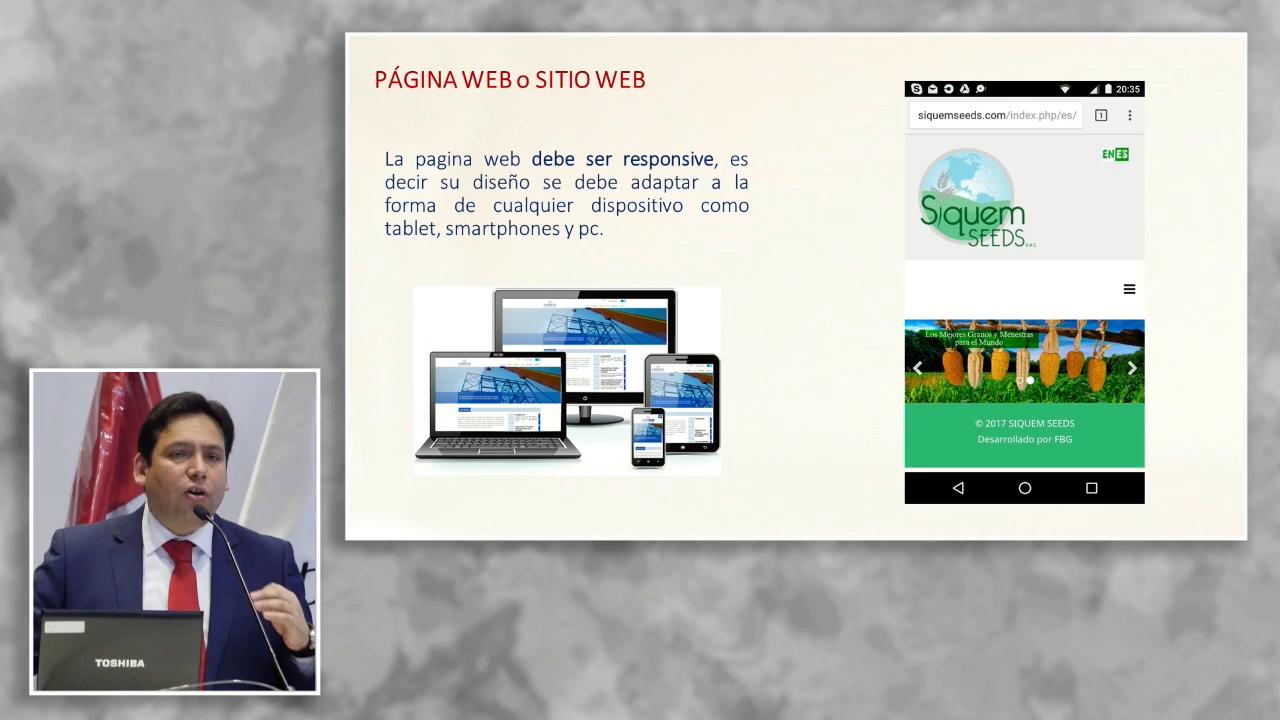 PÁGINA WEB o SITIO WEB
La pagina web debe ser responsive, es
decir su diseño se debe adaptar a la
forma de cualquier dispositivo como
tablet, smartphones y pc.
20:35
siquemseeds.com/index.php/es/
1
EN ES
Siquem
SEEDS S.A.C.
Los Mejores Granos y Menestras
para el Mundo
© 2017 SIQUEM SEEDS
Desarrollado por FBG
TOSHIBA